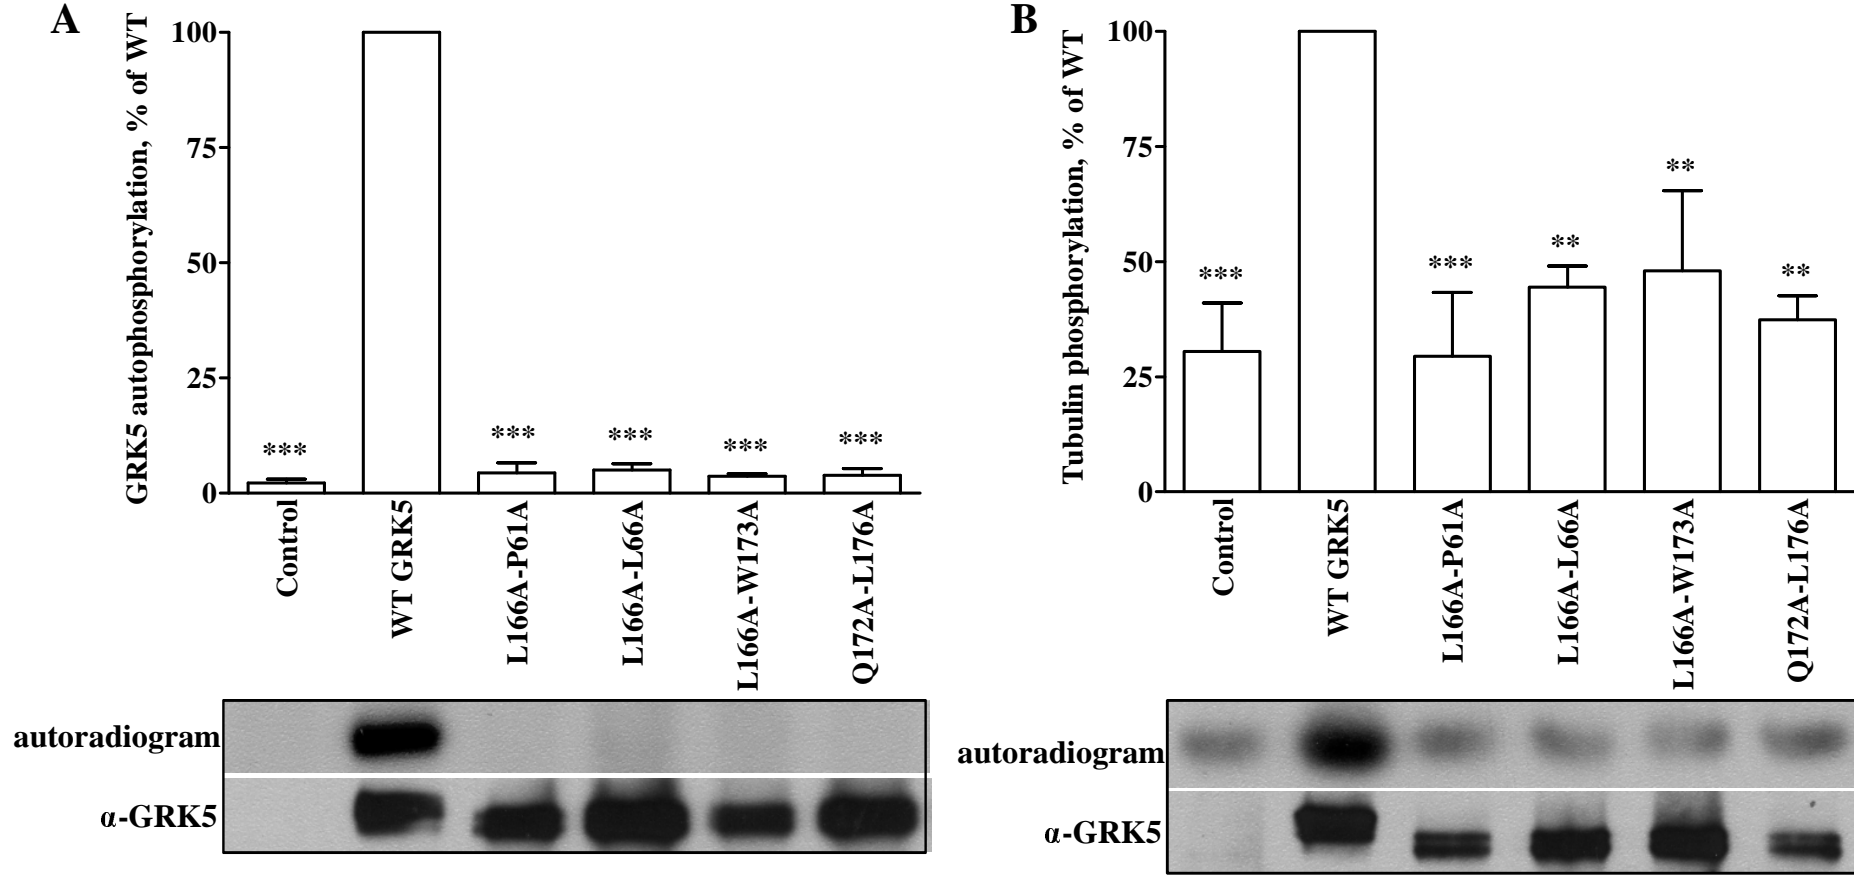 A
GRK5 autophosphorylation, % of WT
100
75
50
25
0
***
***
***
***
***
Control
WT GRK5
L166A-P61A
L166A-L66A
L166A-W173A
Q172A-L176A
autoradiogram
α-GRK5
B
Tubulin phosphorylation, % of WT
100
75
50
25
0
***
***
**
**
**
Control
WT GRK5
L166A-P61A
L166A-L66A
L166A-W173A
Q172A-L176A
autoradiogram
α-GRK5